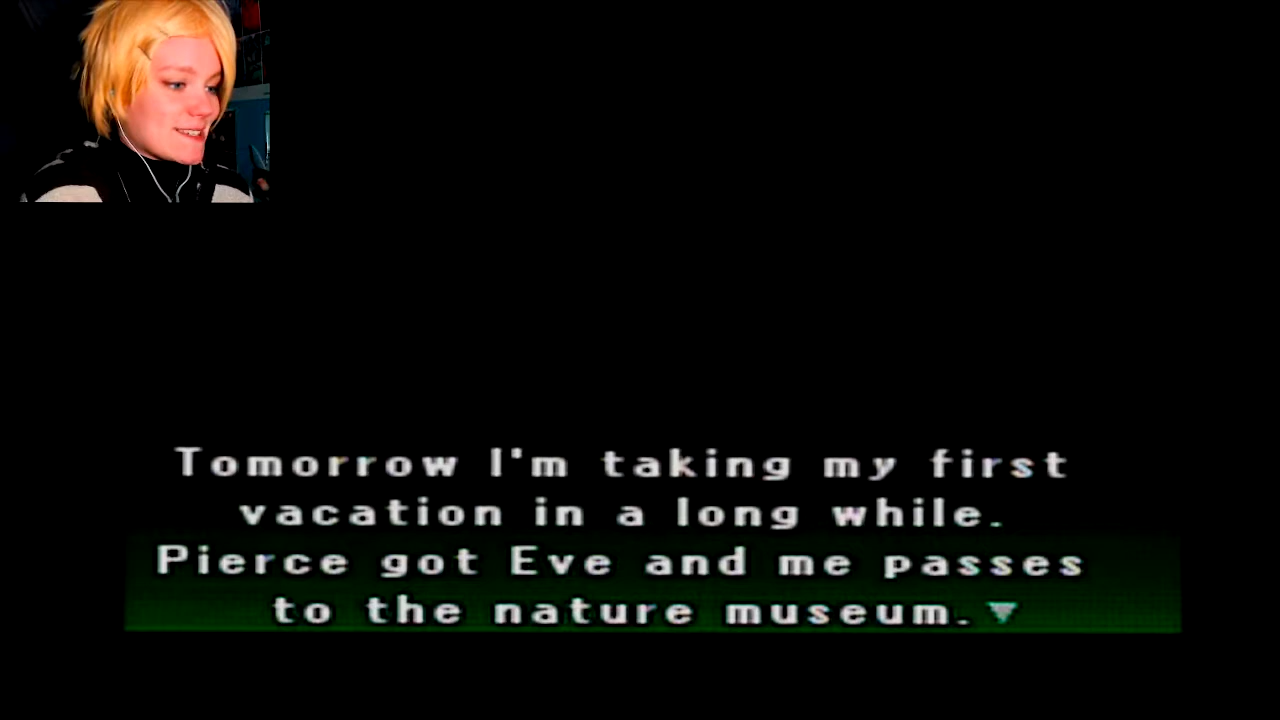 Tomorrow I'm taking my first
vacation in a long while.
Pierce got Eve and me passes
to the nature museum.